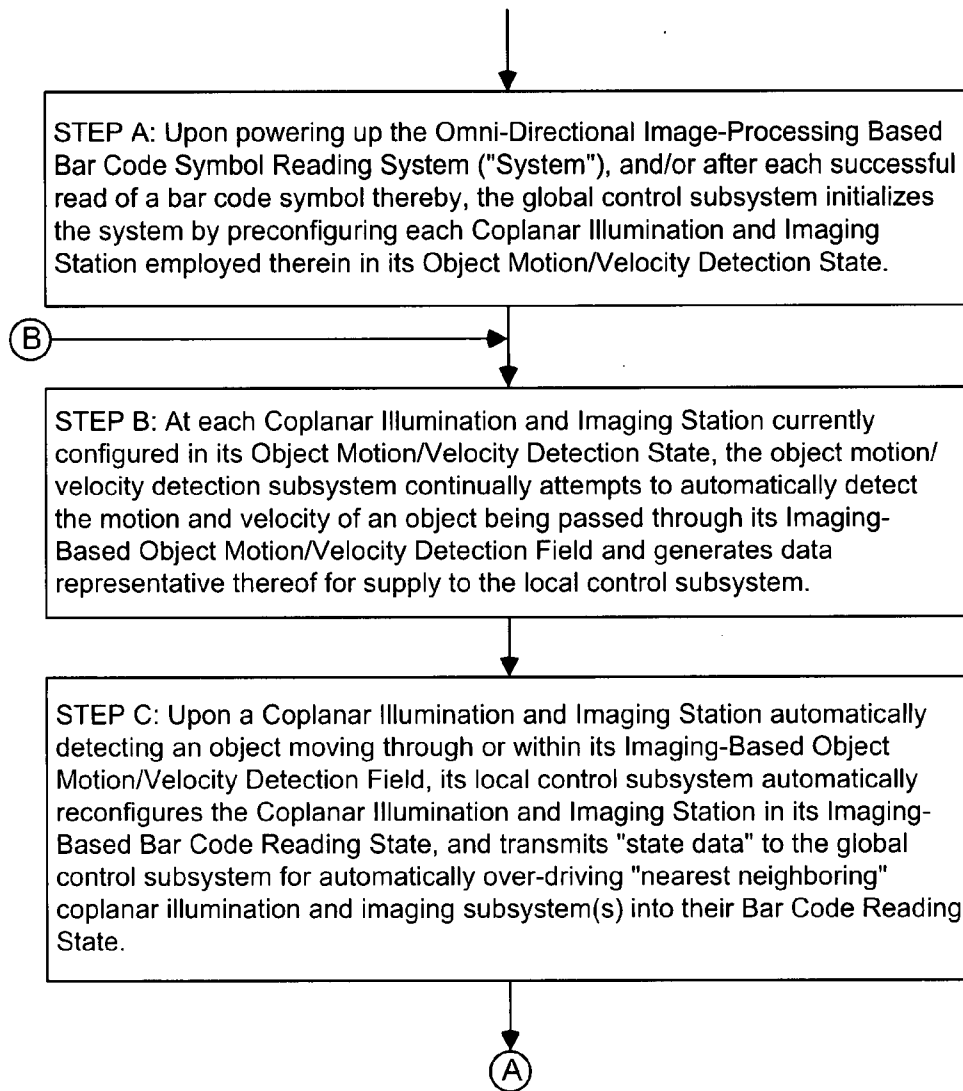 STEP A: Upon powering up the Omni-Directional Image-Processing Based
Bar Code Symbol Reading System ("System"), and/or after each successful
read of a bar code symbol thereby, the global control subsystem initializes
the system by preconfiguring each Coplanar Illumination and Imaging
Station employed therein in its Object Motion/Velocity Detection State.
B
STEP B: At each Coplanar Illumination and Imaging Station currently
configured in its Object Motion/Velocity Detection State, the object motion/
velocity detection subsystem continually attempts to automatically detect
the motion and velocity of an object being passed through its Imaging-
Based Object Motion/Velocity Detection Field and generates data
representative thereof for supply to the local control subsystem.
STEP C: Upon a Coplanar Illumination and Imaging Station automatically
detecting an object moving through or within its Imaging-Based Object
Motion/Velocity Detection Field, its local control subsystem automatically
reconfigures the Coplanar Illumination and Imaging Station in its Imaging-
Based Bar Code Reading State, and transmits "state data" to the global
control subsystem for automatically over-driving "nearest neighboring"
coplanar illumination and imaging subsystem(s) into their Bar Code Reading
State.
A